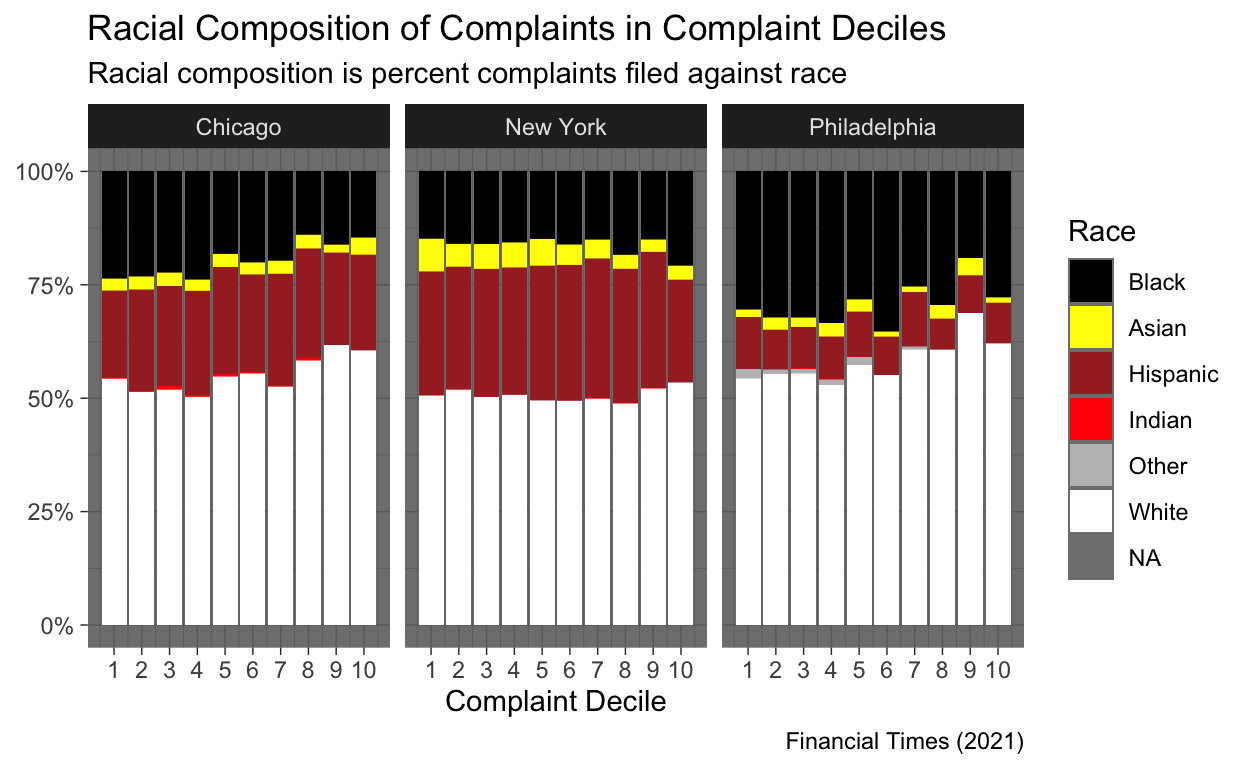 Racial Composition of Complaints in Complaint Deciles
Racial composition is percent complaints filed against race
Chicago New York Philadelphia
100%
75%
50%
25%
0%
1 2 3 4 5 6 7 8 9 10 1 2 3 4 5 6 7 8 9 10 1 2 3 4 5 6 7 8 9 10
Complaint Decile
Race
Black
Asian
Hispanic
Indian
Other
White
NA
Financial Times (2021)